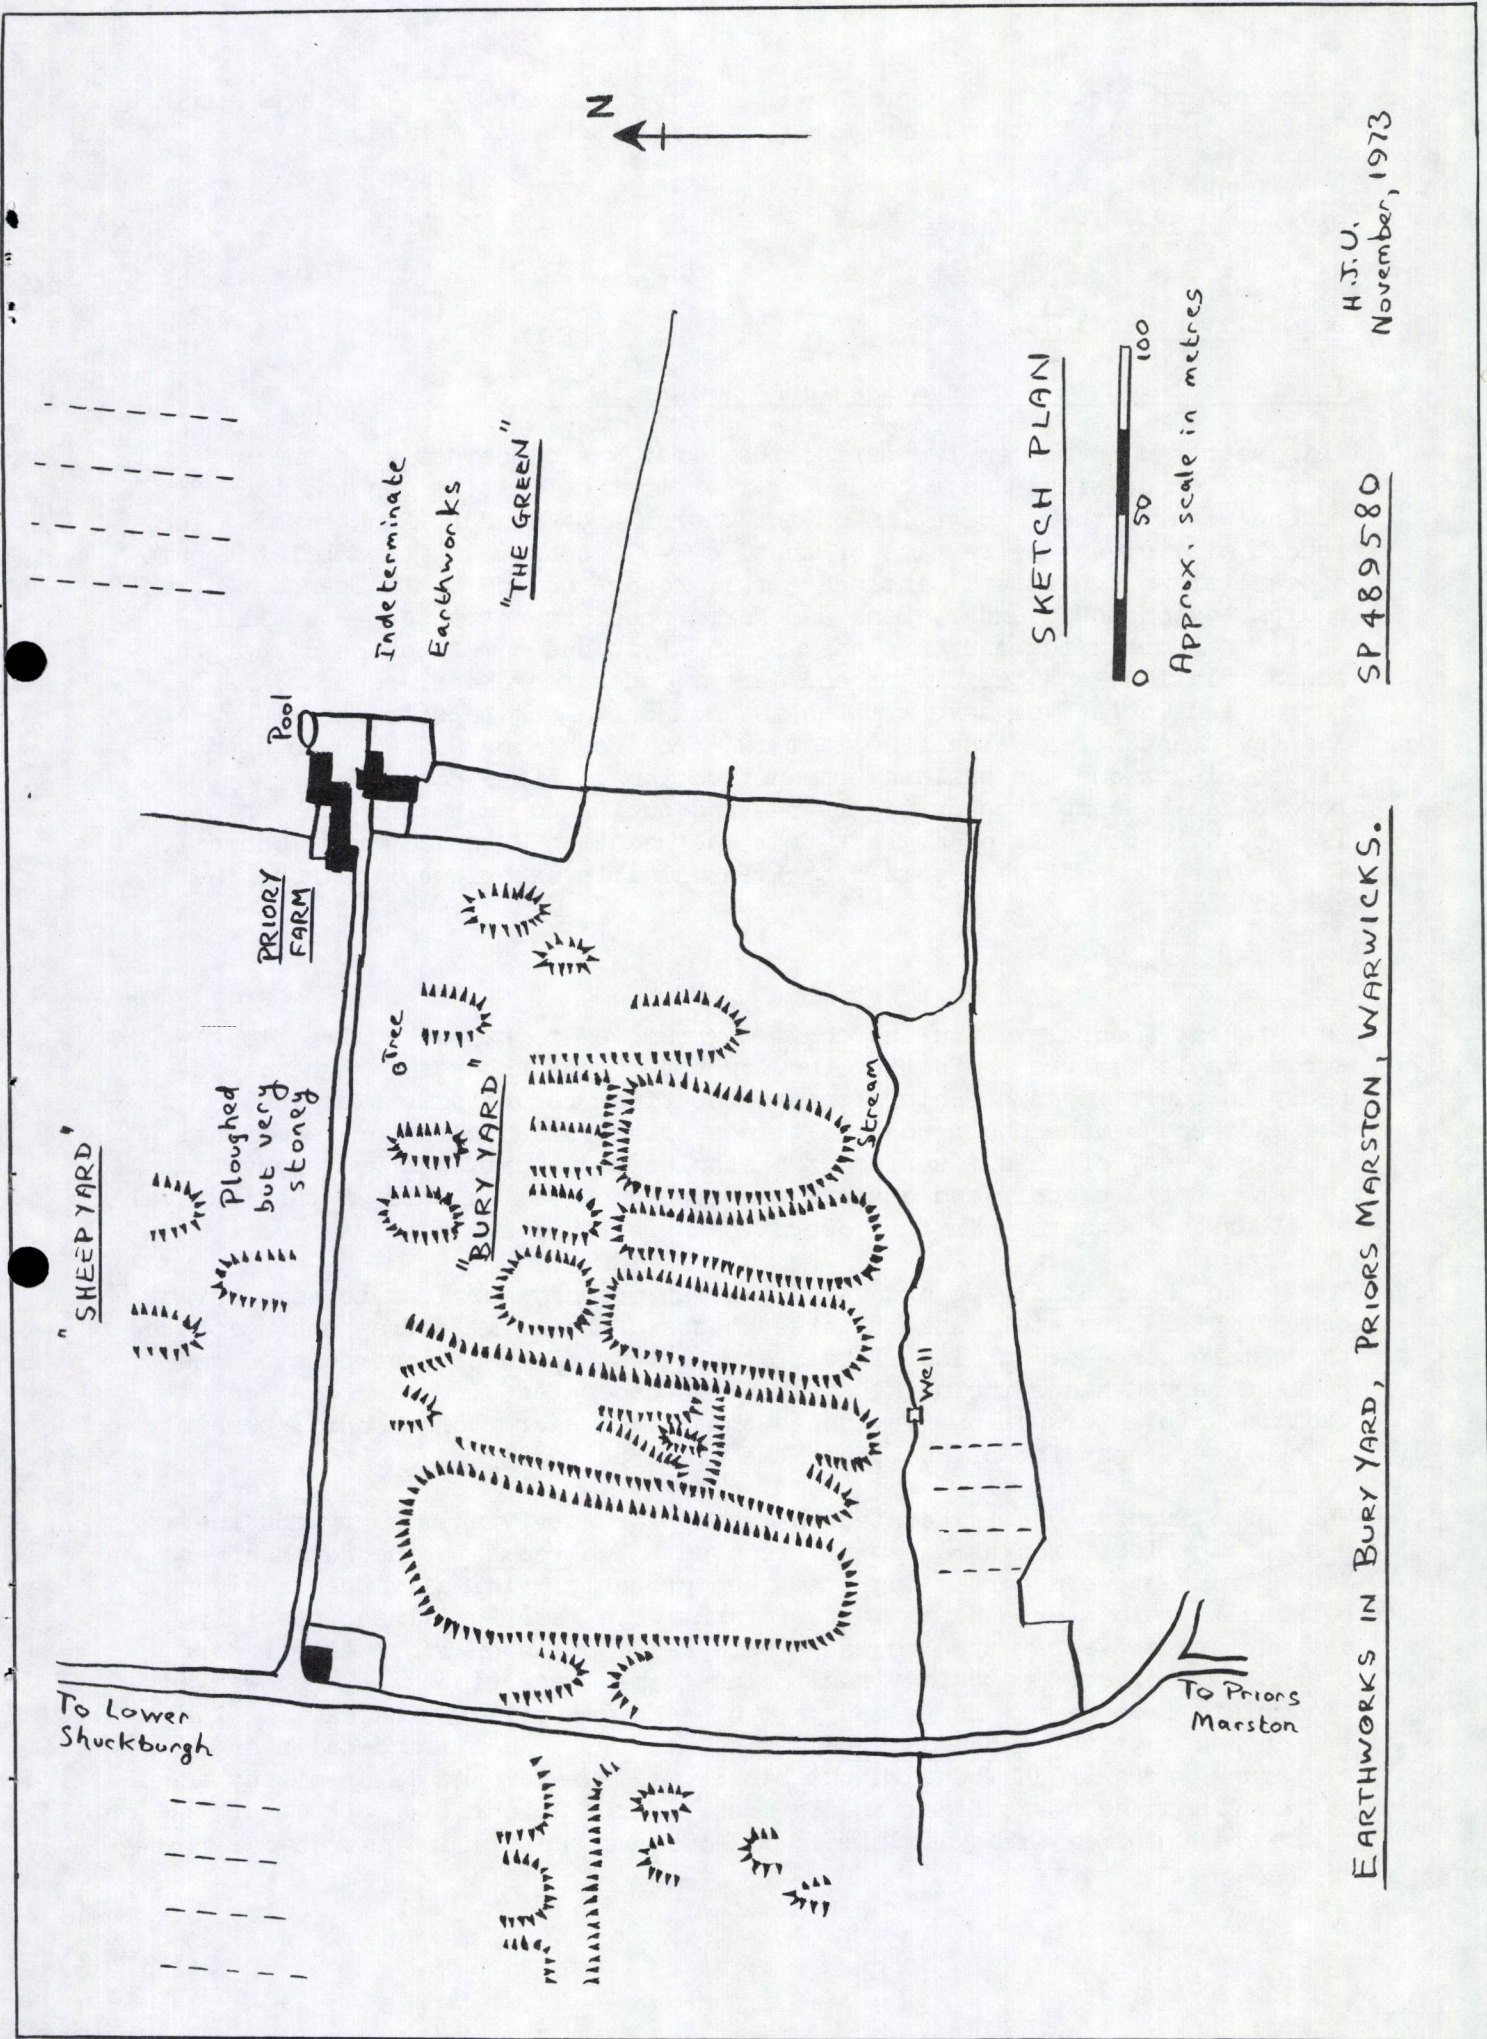 "SHEEP YARD"
Ploughed
but very
stoney
To Lower
Shuckburgh
PRIORY
FARM
Pool
Tree
"BURY YARD"
Indeterminate
Earthworks
"THE GREEN"
N
Stream
Well
To Priors
Marston
SKETCH PLAN
0 50 100
Approx. scale in metres
EARTHWORKS IN BURY YARD, PRIORS MARSTON, WARWICKS.
SP 489580
H.J.U.
November, 1973